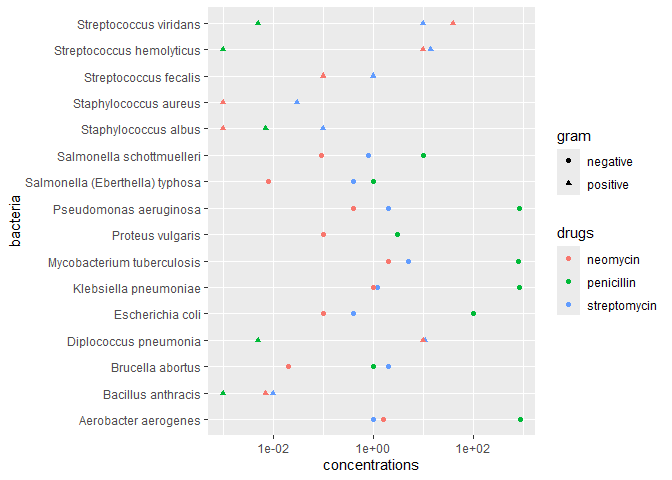 Streptococcus viridans
Streptococcus hemolyticus
Streptococcus fecalis
Staphylococcus aureus
Staphylococcus albus
Salmonella schottmuelleri
Salmonella (Eberthella) typhosa
Pseudomonas aeruginosa
Proteus vulgaris
Mycobacterium tuberculosis
Klebsiella pneumoniae
Escherichia coli
Diplococcus pneumonia
Brucella abortus
Bacillus anthracis
Aerobacter aerogenes
bacteria
1e-02 1e+00 1e+02
concentrations
gram
negative
positive
drugs
neomycin
penicillin
streptomycin